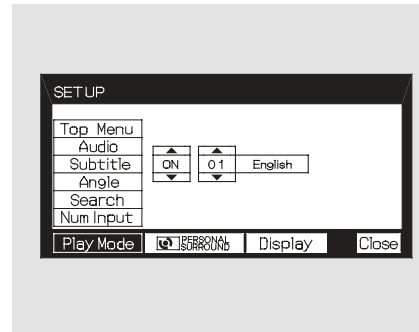 SETUP
Top Menu
Audio
Subtitle ON 01 English
Angle
Search
Num Input
Play Mode PERSONAL SURROUND Display Close